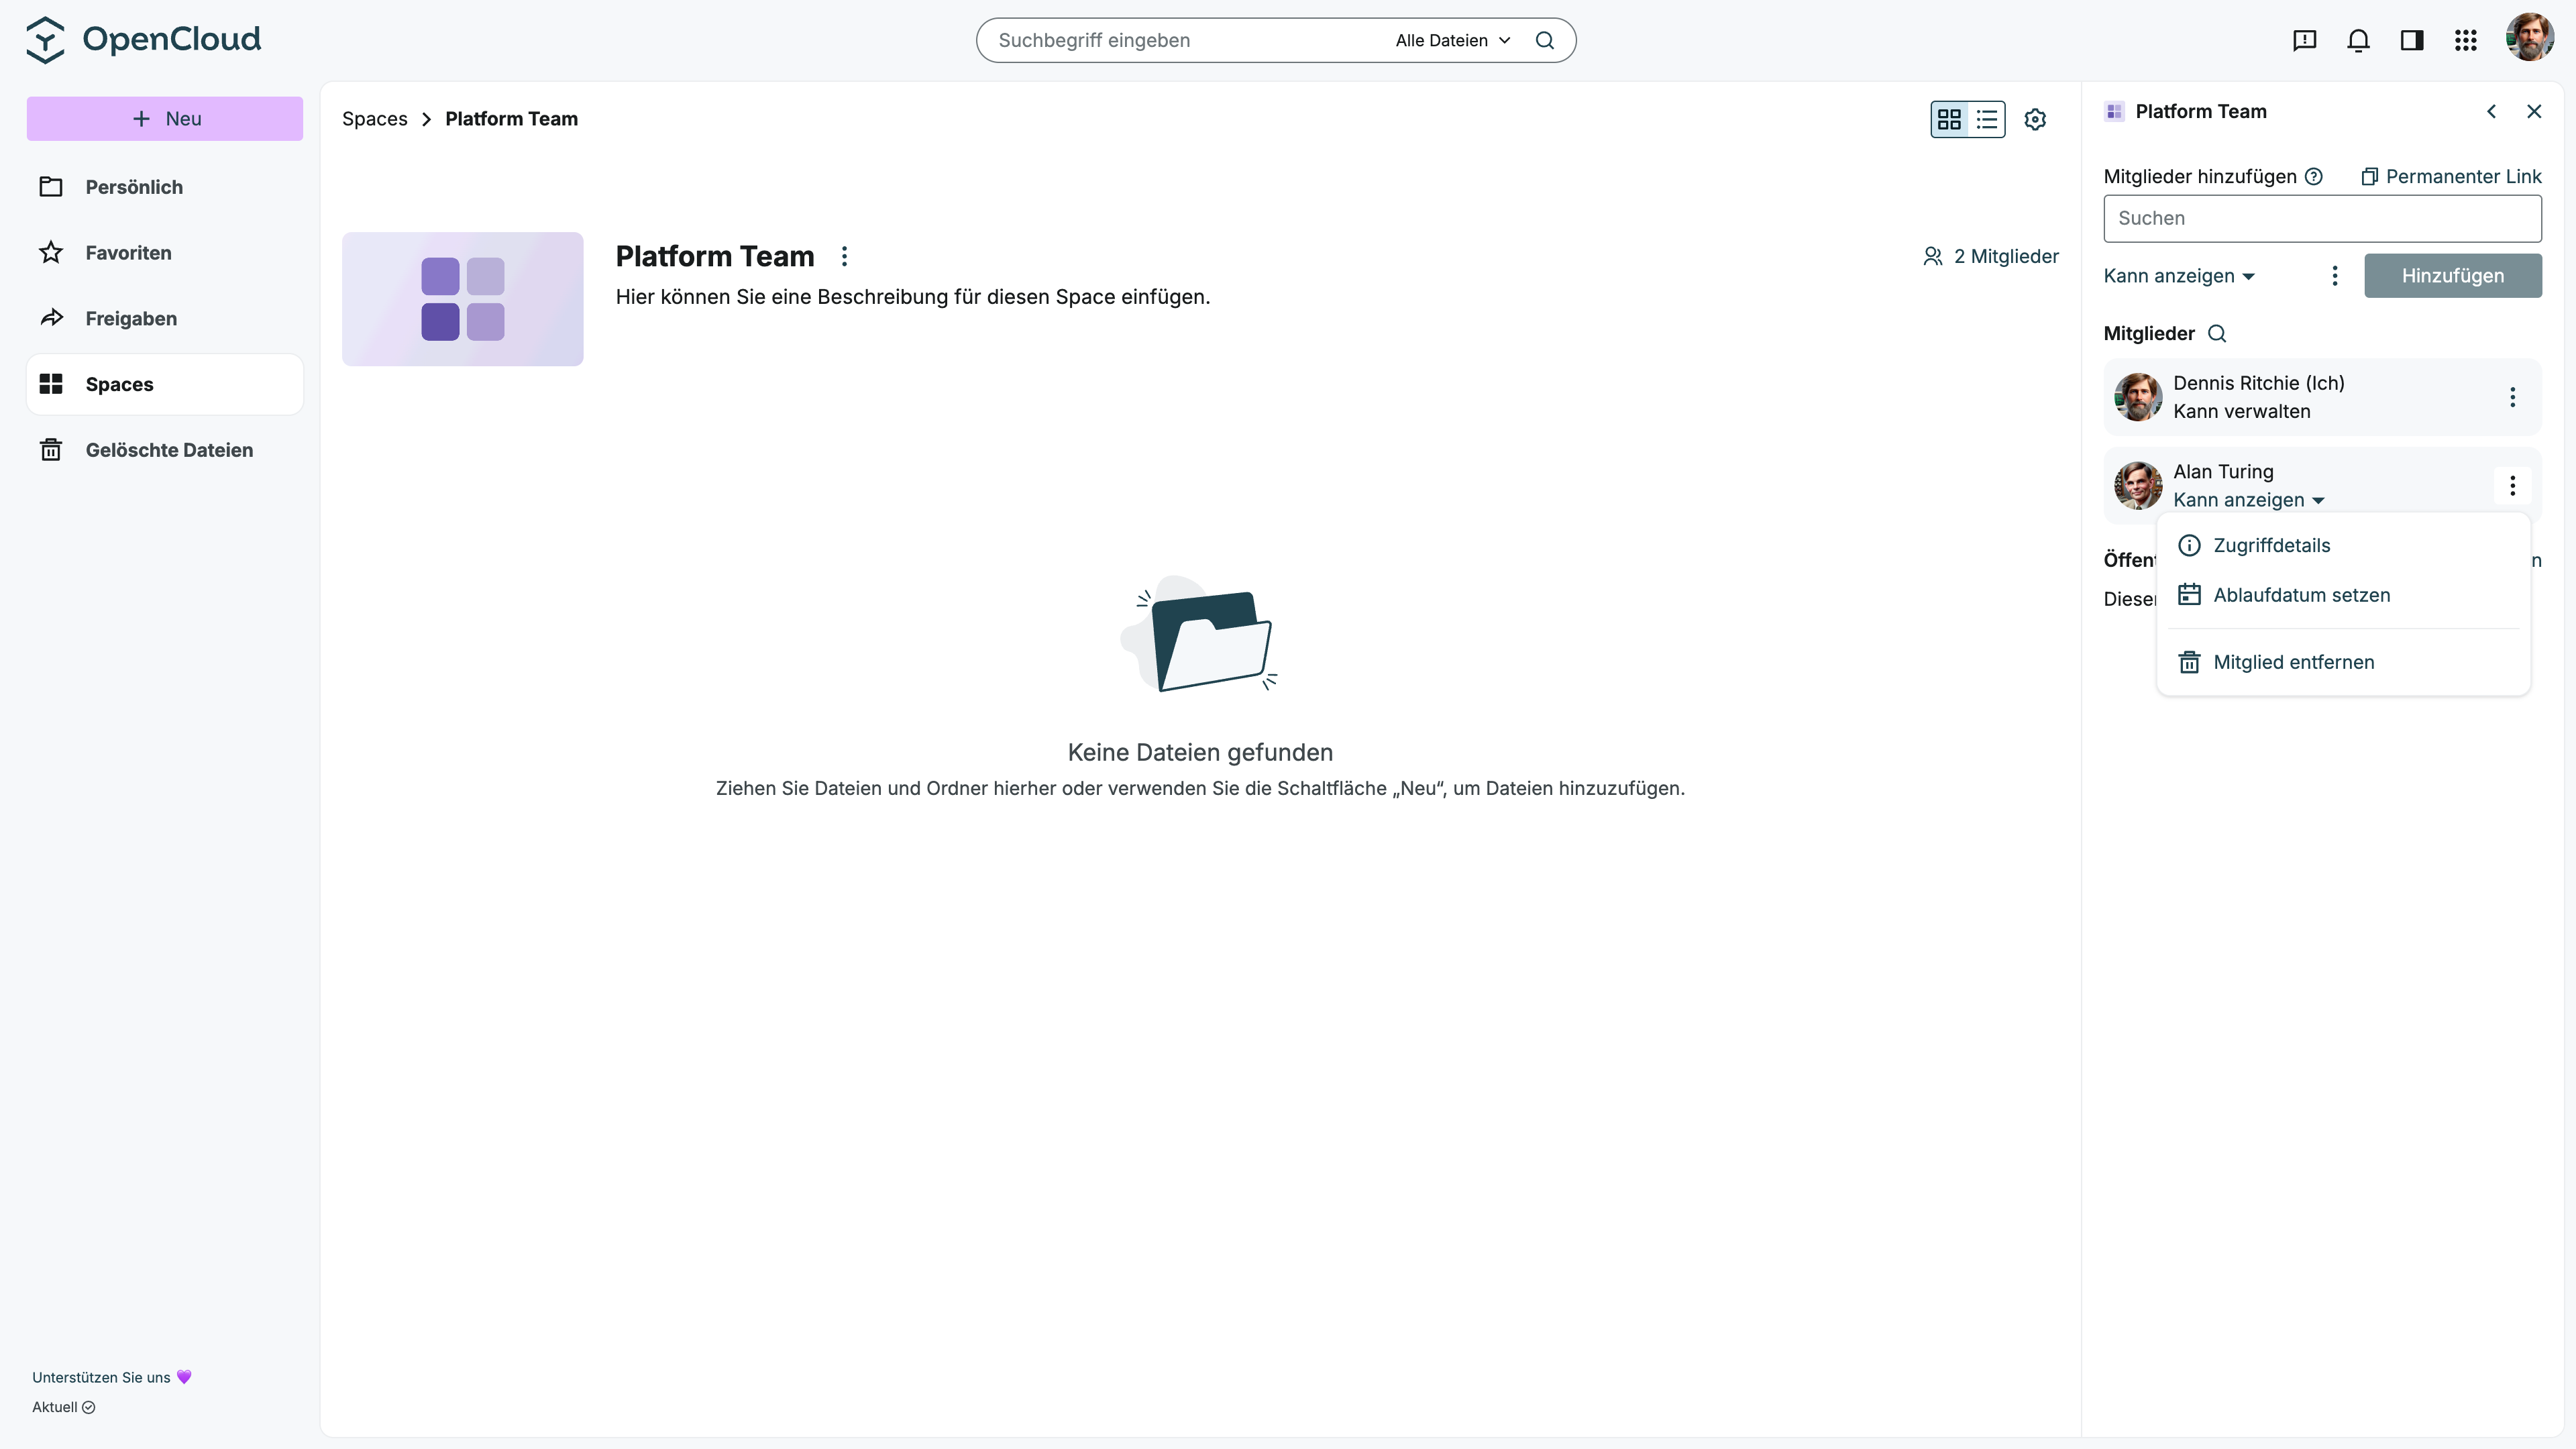 OpenCloud
Suchbegriff eingeben
Alle Dateien
Neu
Persönlich
Favoriten
Freigaben
Spaces
Gelöschte Dateien
Unterstützen Sie uns 💜
Aktuell
Spaces > Platform Team
Platform Team
Hier können Sie eine Beschreibung für diesen Space einfügen.
2 Mitglieder
Keine Dateien gefunden
Ziehen Sie Dateien und Ordner hierher oder verwenden Sie die Schaltfläche „Neu“, um Dateien hinzuzufügen.
Platform Team
Mitglieder hinzufügen
Permanenter Link
Suchen
Kann anzeigen
Hinzufügen
Mitglieder
Dennis Ritchie (Ich)
Kann verwalten
Alan Turing
Kann anzeigen
Zugriffdetails
Ablaufdatum setzen
Mitglied entfernen